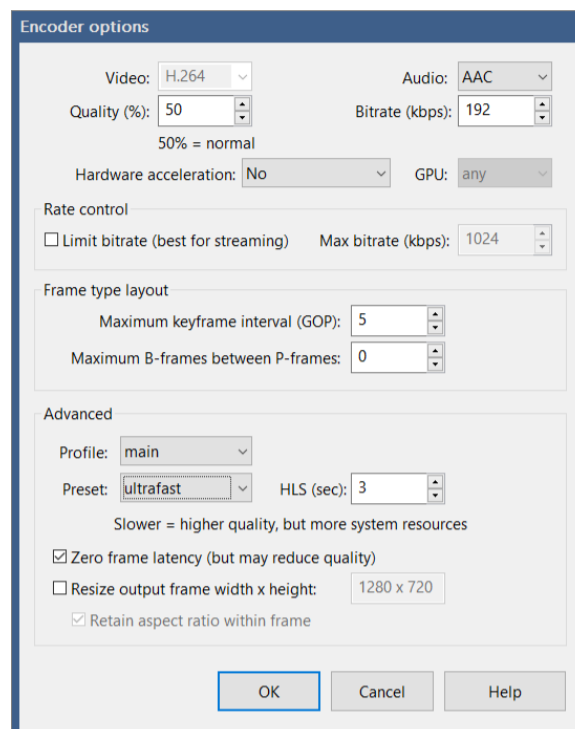 Encoder options
Video: H.264 Audio: AAC
Quality (%): 50 Bitrate (kbps): 192
50% = normal
Hardware acceleration: No GPU: any
Rate control
Limit bitrate (best for streaming) Max bitrate (kbps): 1024
Frame type layout
Maximum keyframe interval (GOP): 5
Maximum B-frames between P-frames: 0
Advanced
Profile: main
Preset: ultrafast HLS (sec): 3
Slower = higher quality, but more system resources
Zero frame latency (but may reduce quality)
Resize output frame width x height: 1280 x 720
Retain aspect ratio within frame
OK Cancel Help